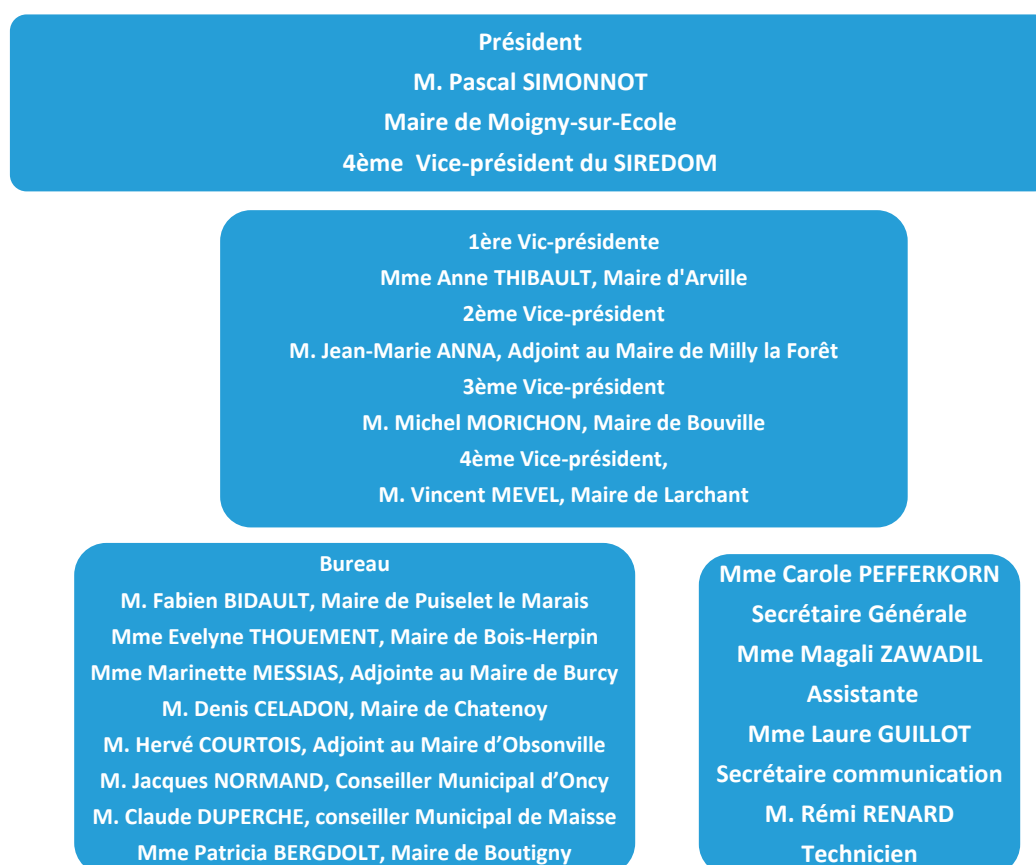 Président
M. Pascal SIMONNOT
Maire de Moigny-sur-Ecole
4ème  Vice-président du SIREDOM
1ère Vic-présidente
Mme Anne THIBAULT, Maire d'Arville
2ème Vice-président
M. Jean-Marie ANNA, Adjoint au Maire de Milly la Forêt
3ème Vice-président
M. Michel MORICHON, Maire de Bouville
4ème Vice-président,
M. Vincent MEVEL, Maire de Larchant
Bureau
M. Fabien BIDAULT, Maire de Puiselet le Marais
Mme Evelyne THOUEMENT, Maire de Bois-Herpin
Mme Marinette MESSIAS, Adjointe au Maire de Burcy
M. Denis CELADON, Maire de Chatenoy
M. Hervé COURTOIS, Adjoint au Maire d’Obsonville
M. Jacques NORMAND, Conseiller Municipal d’Oncy
M. Claude DUPERCHE, conseiller Municipal de Maisse
Mme Patricia BERGDOLT, Maire de Boutigny
Mme Carole PEFFERKORN
Secrétaire Générale
Mme Magali ZAWADIL
Assistante
Mme Laure GUILLOT
Secrétaire communication
M. Rémi RENARD
Technicien